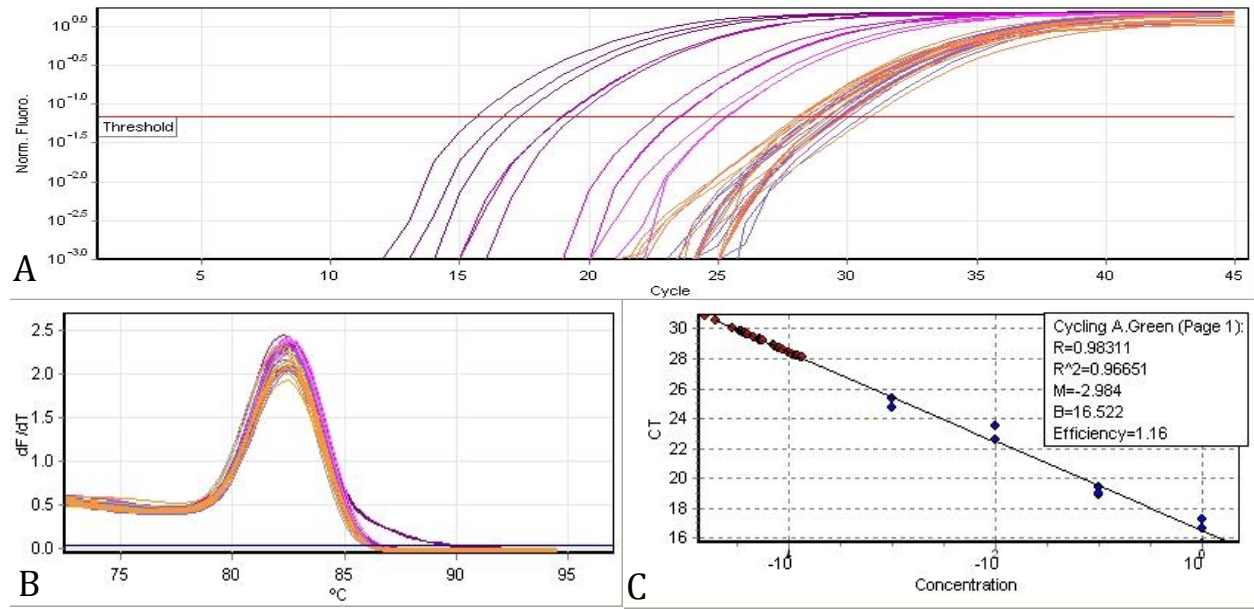 10^0.0
10^-0.5
10^-1.0
10^-1.5
10^-2.0
10^-2.5
10^-3.0
Norm. Fluoro.
Threshold
5 10 15 20 25 30 35 40 45
Cycle
A
2.5
2.0
1.5
1.0
0.5
0.0
dF/dT
75 80 85 90 95
ºC
B
30
28
26
24
22
20
18
16
CT
Cycling A.Green (Page 1):
R=0.98311
R^2=0.96651
M=-2.984
B=16.522
Efficiency=1.16
Concentration
C